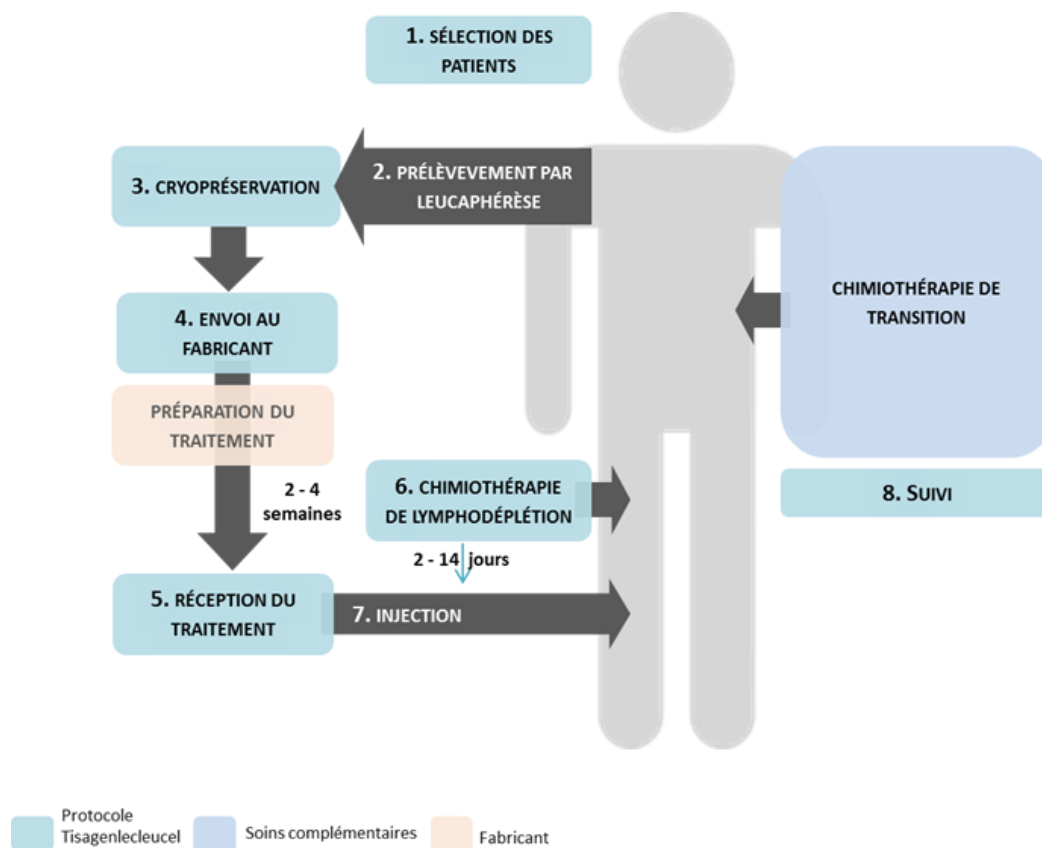 1. SÉLECTION DES
PATIENTS
2. PRÉLÈVEVEMENT PAR
LEUCAPHÉRÈSE
3. CRYOPRÉSERVATION
4. ENVOI AU
FABRICANT
PRÉPARATION DU
TRAITEMENT
2 - 4
semaines
5. RÉCEPTION DU
TRAITEMENT
6. CHIMIOTHÉRAPIE
DE LYMPHODÉPLÉTION
2 - 14 jours
7. INJECTION
CHIMIOTHÉRAPIE DE
TRANSITION
8. SUIVI
Protocole
Tisagenlecleucel
Soins complémentaires
Fabricant